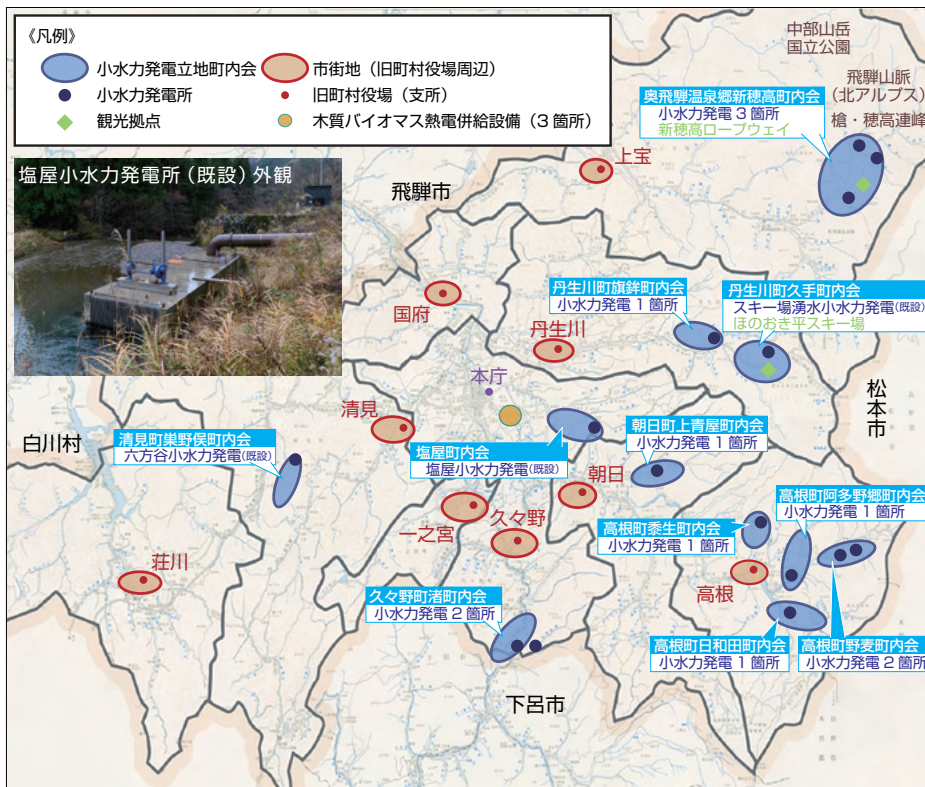 《凡例》
小水力発電立地町内会
市街地（旧町村役場周辺）
小水力発電所
旧町村役場（支所）
観光拠点
木質バイオマス熱電併給設備（3箇所）
中部山岳
国立公園
飛騨山脈
（北アルプス）
槍・穂高連峰
奥飛騨温泉郷新穂高町内会
小水力発電3箇所
新穂高ロープウェイ
塩屋小水力発電所（既設）外観
上宝
飛騨市
国府
丹生川町旗鉾町内会
小水力発電1箇所
丹生川町久手町内会
スキー場湧水小水力発電(既設)
ほのおき平スキー場
丹生川
本庁
松本市
清見
白川村
清見町巣野俣町内会
六方谷小水力発電(既設)
塩屋町内会
塩屋小水力発電(既設)
朝日町上青屋町内会
小水力発電1箇所
朝日
高根町阿多野郷町内会
小水力発電1箇所
一之宮
久々野
高根町黍生町内会
小水力発電1箇所
荘川
高根
久々野町渚町内会
小水力発電2箇所
高根町日和田町内会
小水力発電1箇所
高根町野麦町内会
小水力発電2箇所
下呂市